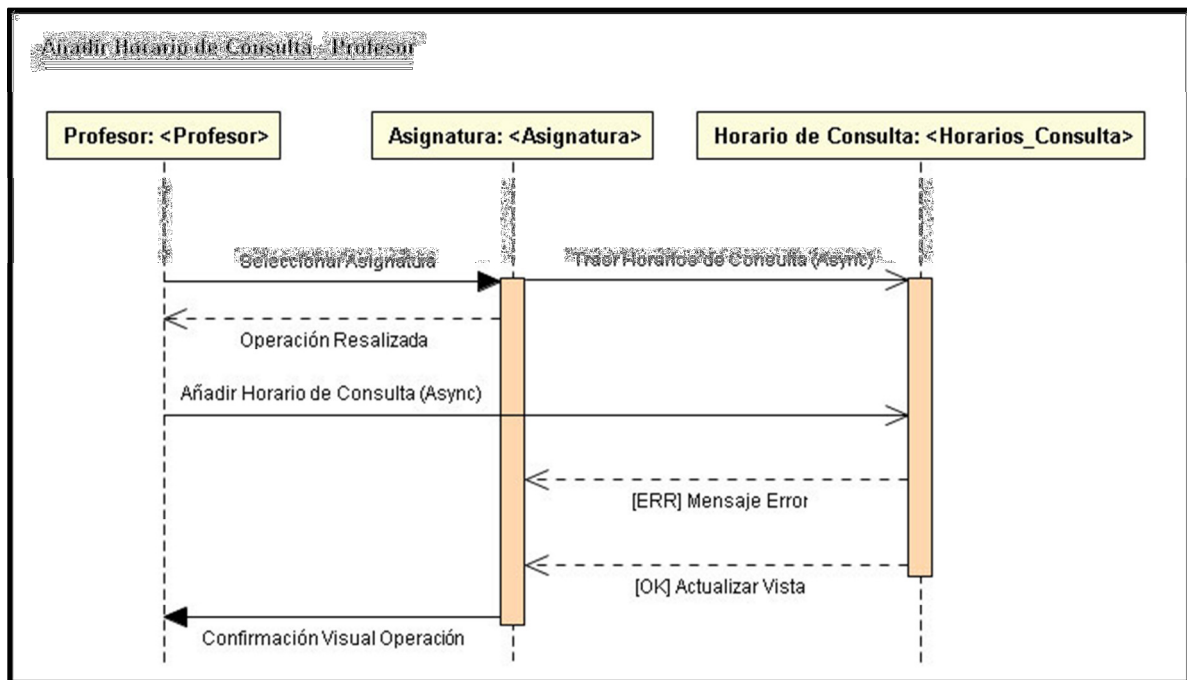 Añadir Horario de Consulta - Profesor
Profesor: <Profesor>
Asignatura: <Asignatura>
Horario de Consulta: <Horarios_Consulta>
Seleccionar Asignatura
Traer Horarios de Consulta (Async)
Operación Resalizada
Añadir Horario de Consulta (Async)
[ERR] Mensaje Error
[OK] Actualizar Vista
Confirmación Visual Operación